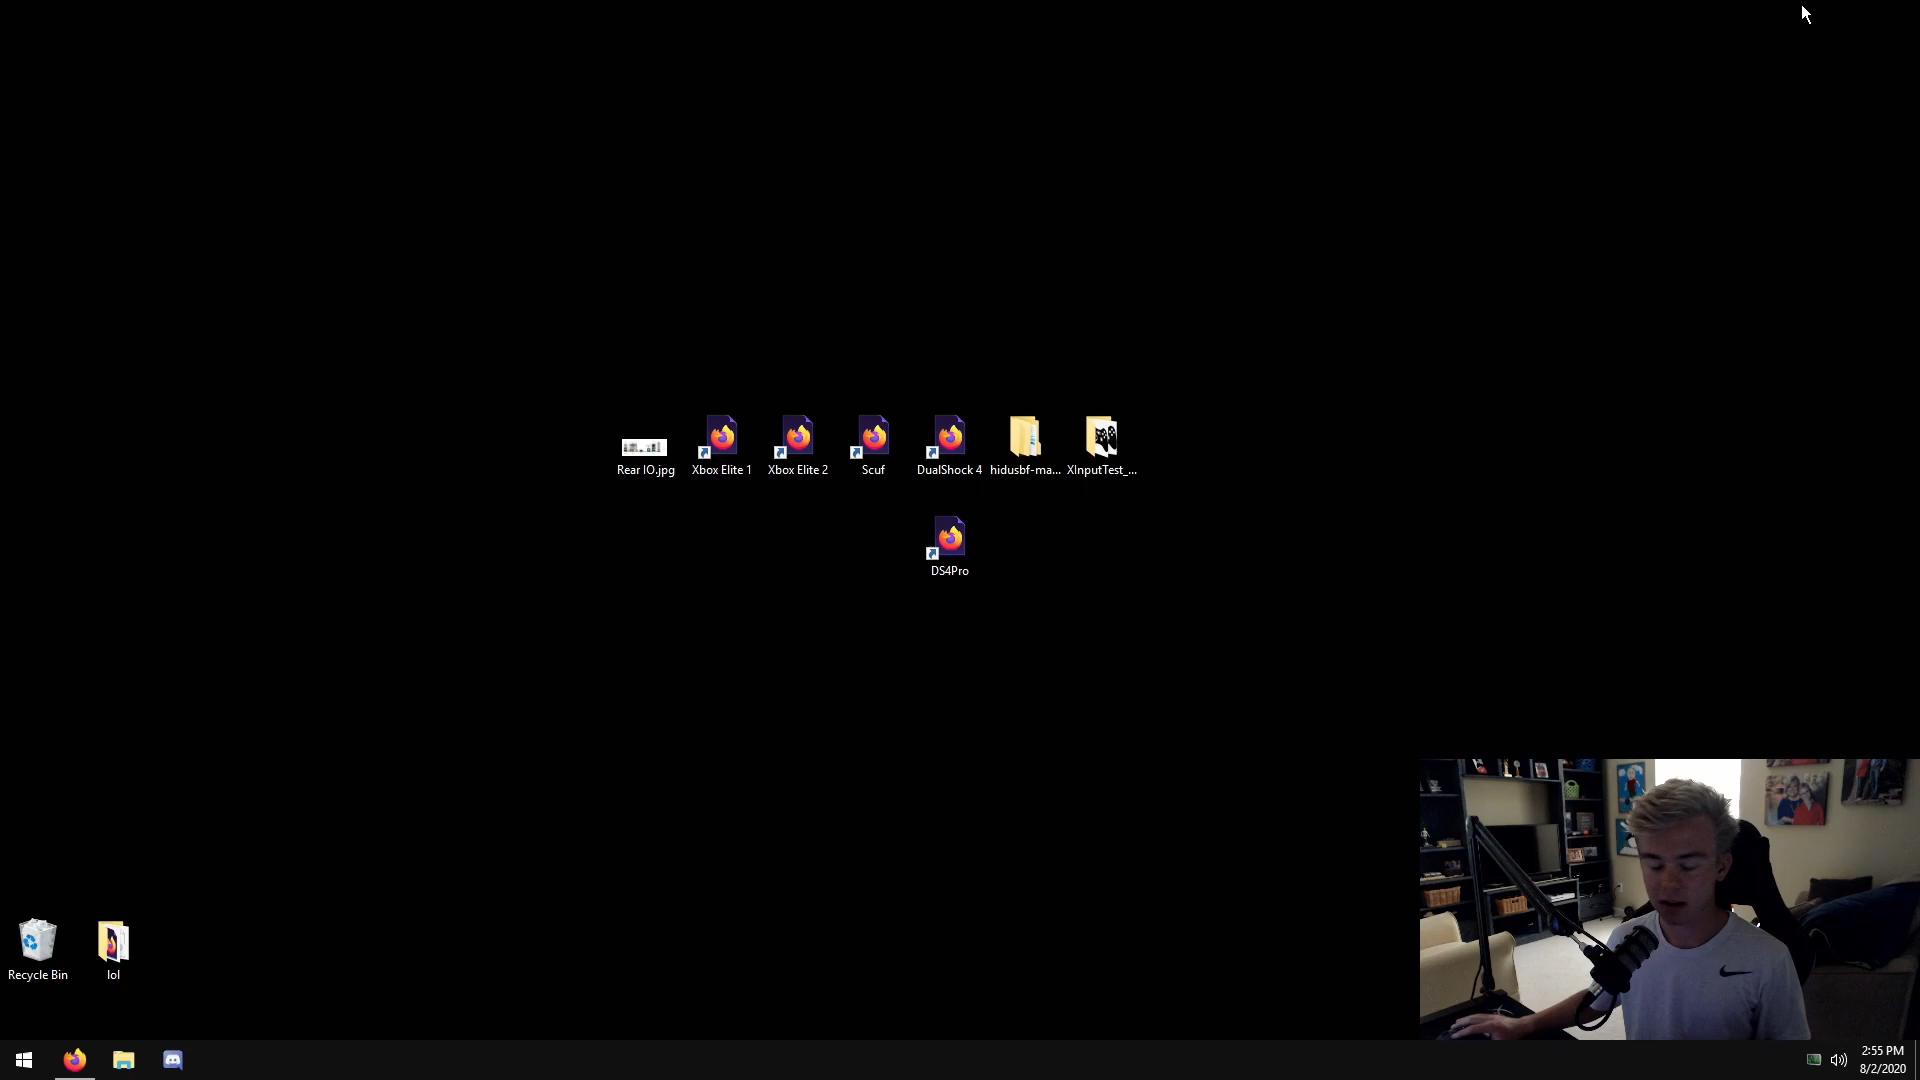 Rear IO.jpg
Xbox Elite 1
Xbox Elite 2
Scuf
DualShock 4
hidusbf-ma...
XInputTest_...
DS4Pro
Recycle Bin
lol
2:55 PM
8/2/2020